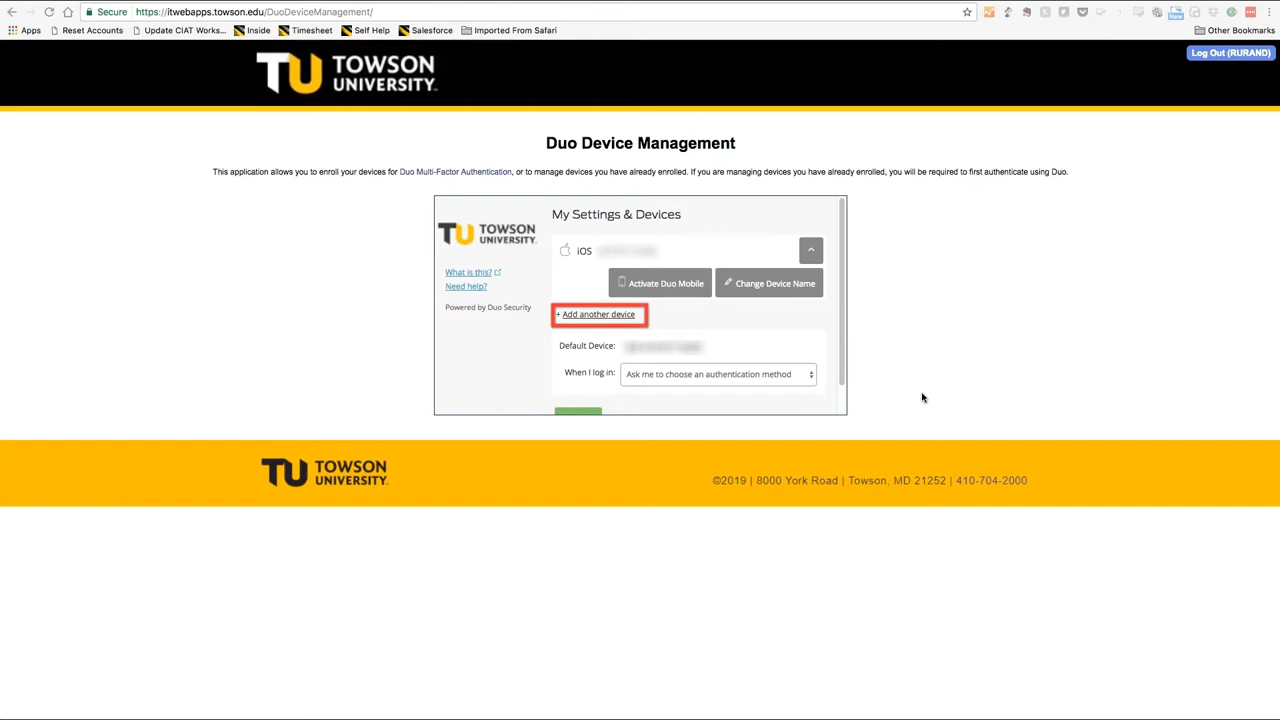 Secure https://itwebapps.towson.edu/DuoDeviceManagement/
New
Apps Reset Accounts Update CIAT Works... Inside Timesheet Self Help Salesforce Imported From Safari Other Bookmarks
Log Out (RURAND)
TU TOWSON
UNIVERSITY
Duo Device Management
This application allows you to enroll your devices for Duo Multi-Factor Authentication, or to manage devices you have already enrolled. If you are managing devices you have already enrolled, you will be required to first authenticate using Duo.
TU TOWSON
UNIVERSITY
What is this?
Need help?
Powered by Duo Security
My Settings & Devices
iOS
Activate Duo Mobile Change Device Name
+ Add another device
Default Device:
When I log in: Ask me to choose an authentication method
TU TOWSON
UNIVERSITY
©2019 | 8000 York Road | Towson, MD 21252 | 410-704-2000